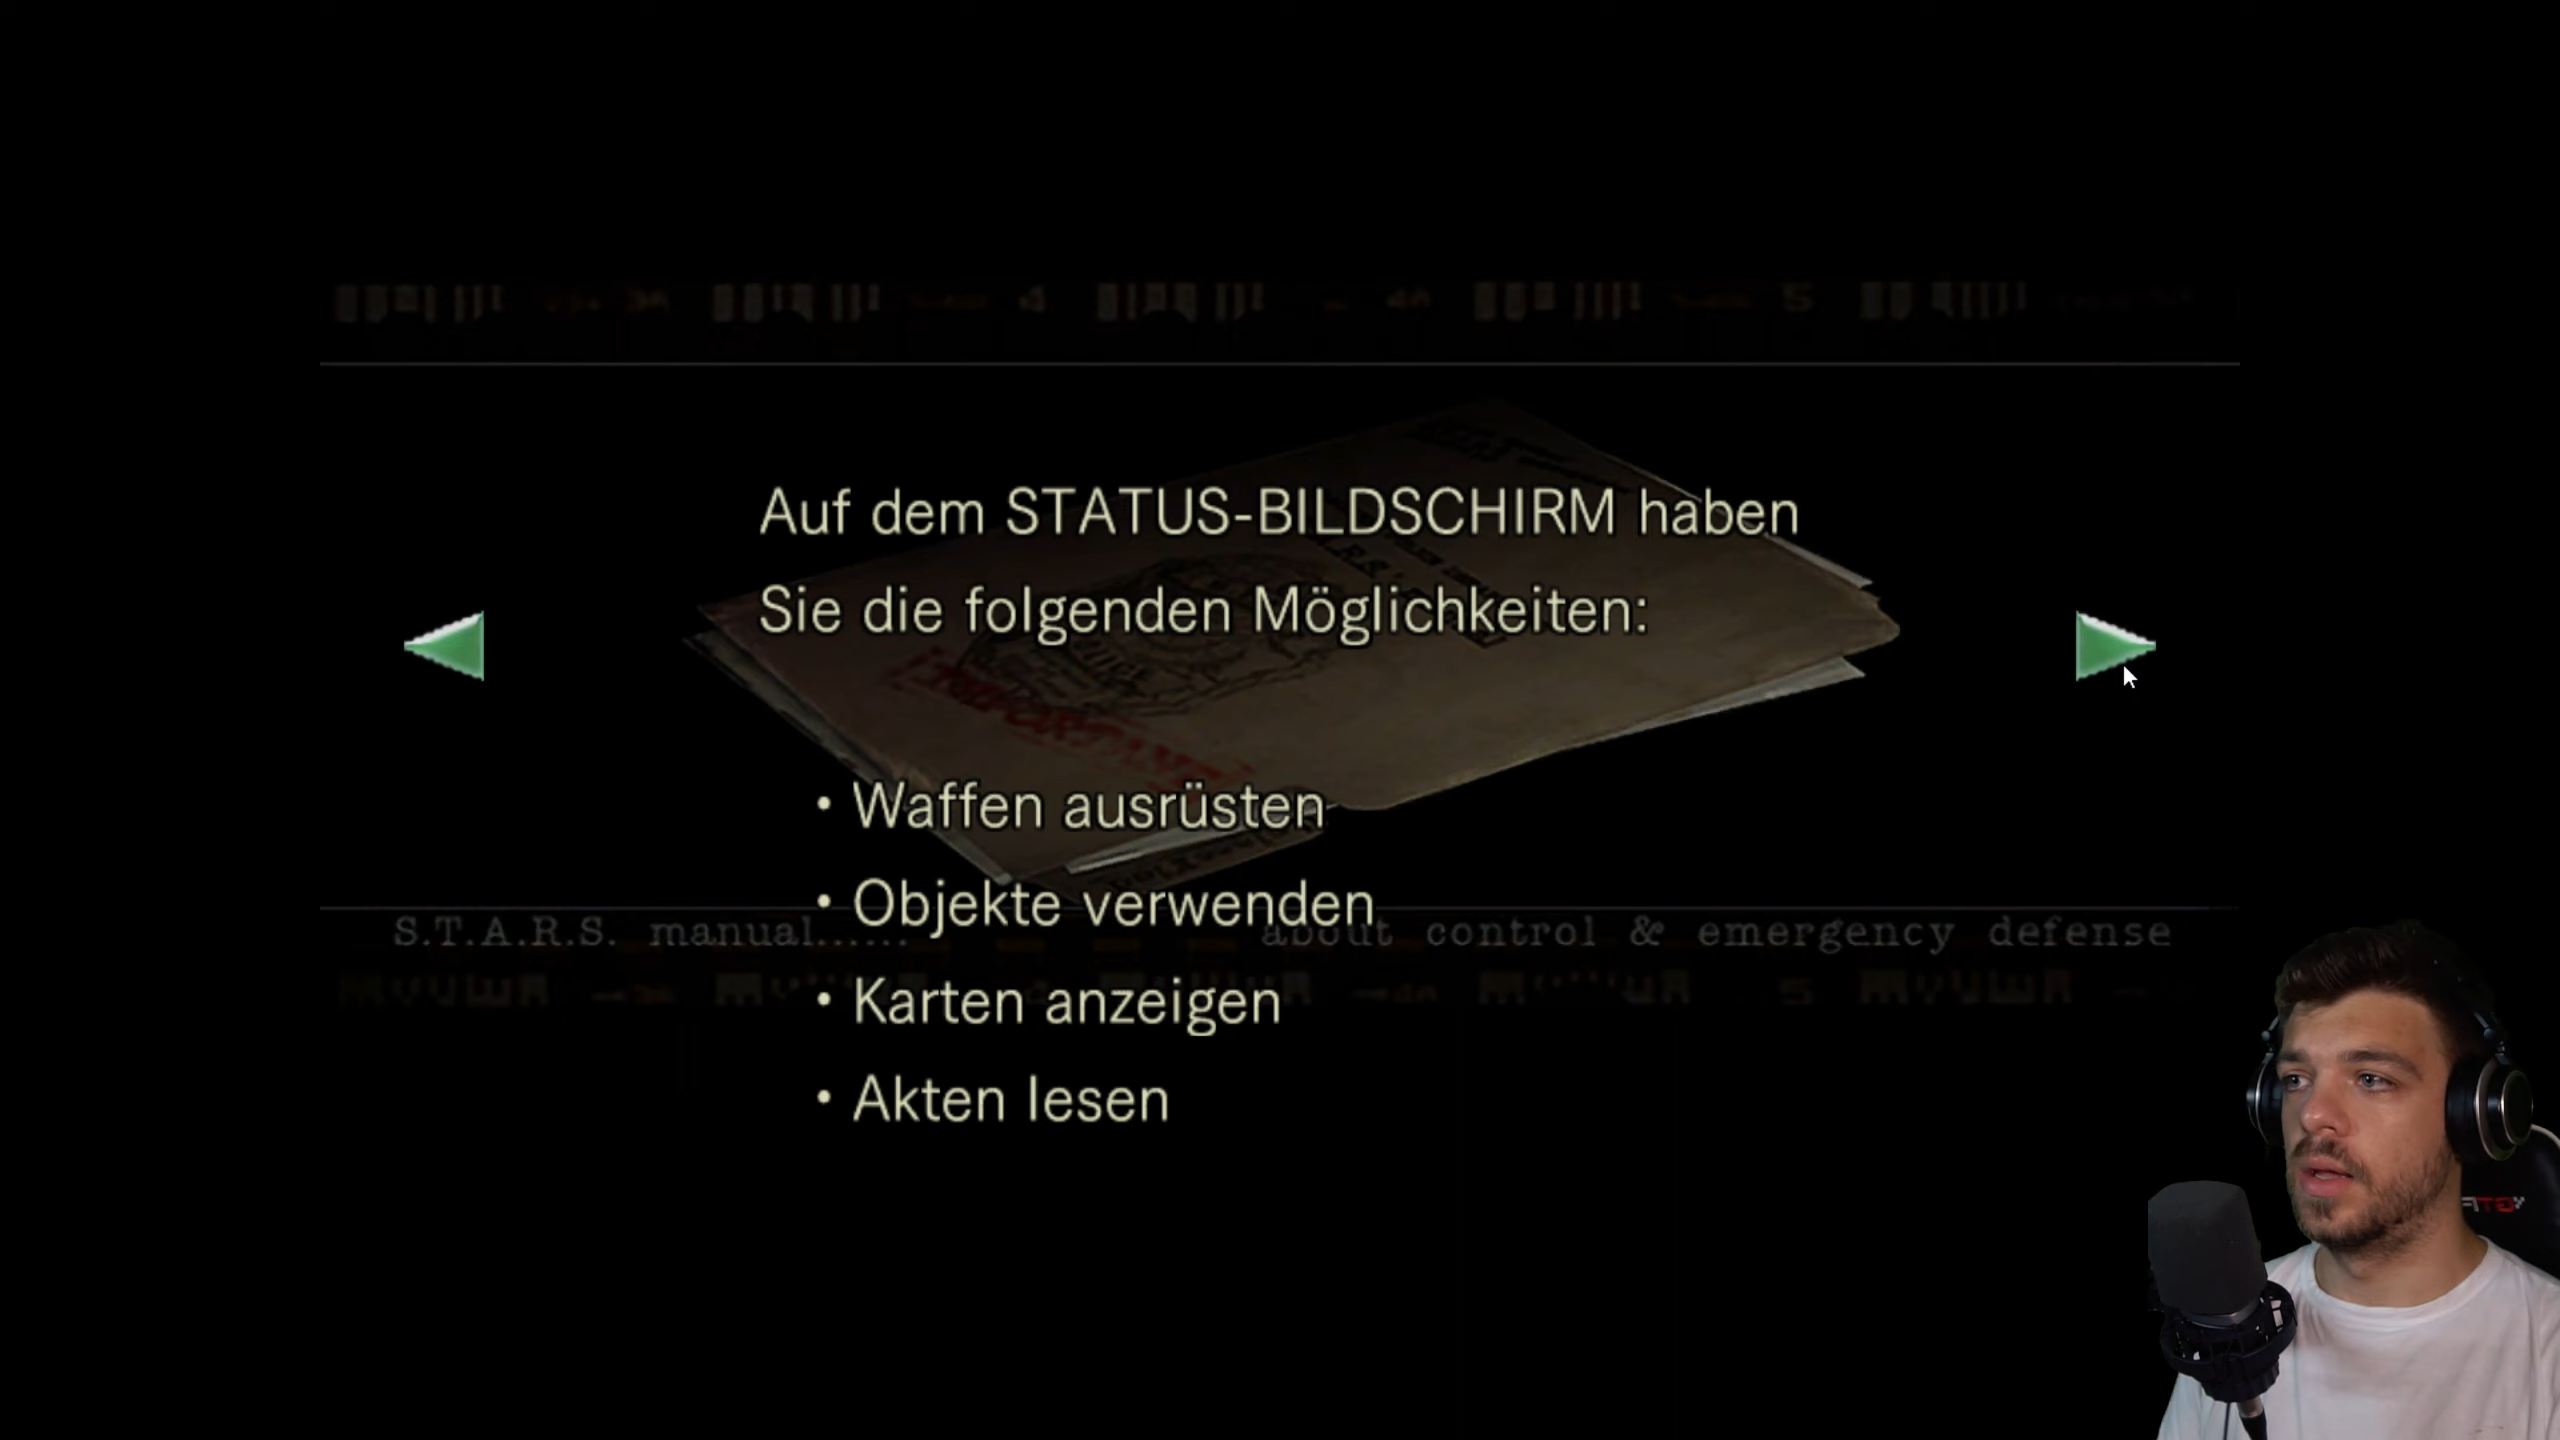 Auf dem STATUS-BILDSCHIRM haben
Sie die folgenden Möglichkeiten:
• Waffen ausrüsten
• Objekte verwenden
• Karten anzeigen
• Akten lesen
S.T.A.R.S. manual...... about control & emergency defense